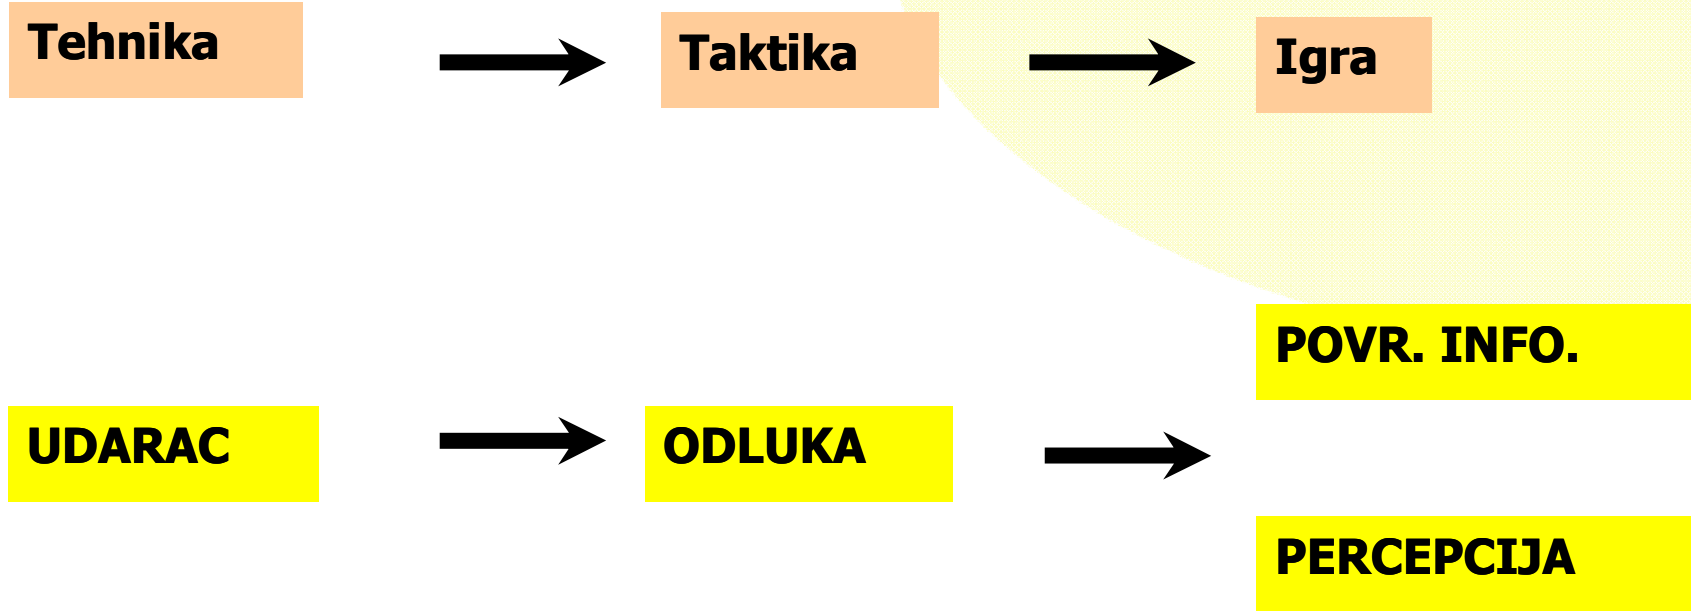 Tehnika
Taktika
Igra
POVR. INFO.
UDARAC
ODLUKA
PERCEPCIJA